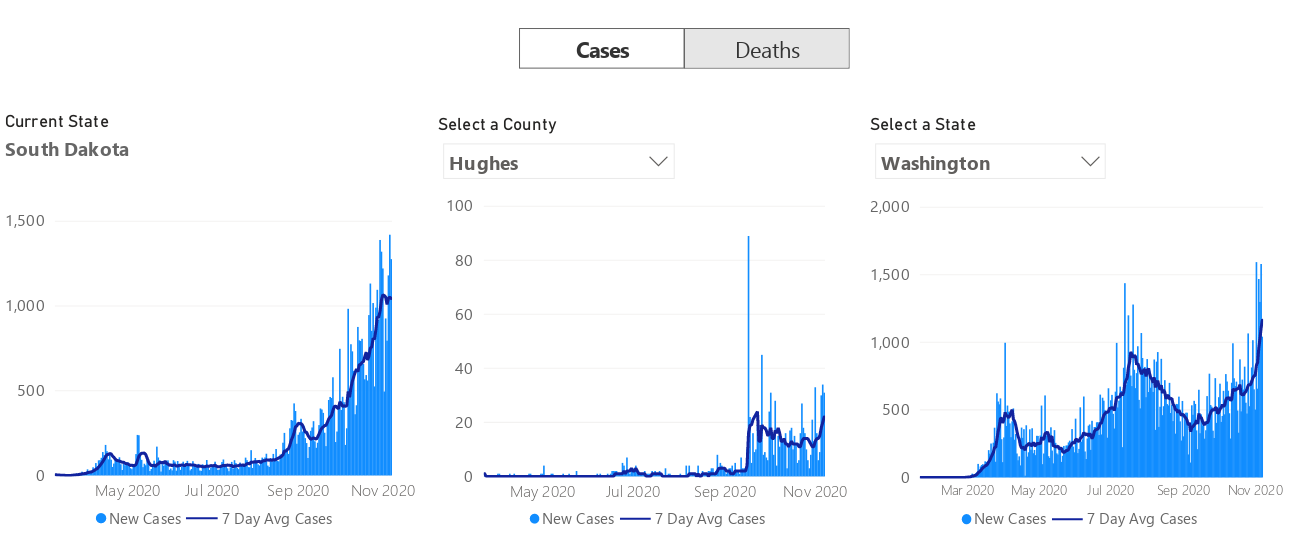 Cases Deaths
Current State
South Dakota
1,500
1,000
500
0
May 2020 Jul 2020 Sep 2020 Nov 2020
New Cases 7 Day Avg Cases
Select a County
Hughes
100
80
60
40
20
0
May 2020 Jul 2020 Sep 2020 Nov 2020
New Cases 7 Day Avg Cases
Select a State
Washington
2,000
1,500
1,000
500
0
Mar 2020 May 2020 Jul 2020 Sep 2020 Nov 2020
New Cases 7 Day Avg Cases